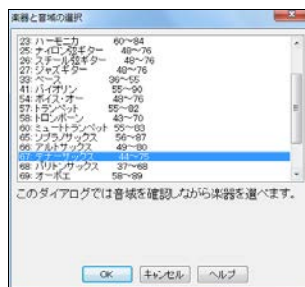 楽器と音域の選択
23: ハーモニカ 60～84
25: ナイロン弦ギター 48～76
26: スチール弦ギター 48～76
27: ジャズギター 48～76
33: ベース 36～55
41: バイオリン 55～90
54: ボイス・オー 48～76
57: トランペット 55～82
58: トロンボーン 43～70
60: ミュートトランペット 55～83
65: ソプラノサックス 56～87
66: アルトサックス 49～80
67: テナーサックス 44～75
68: バリトンサックス 37～68
69: オーボエ 58～89
このダイアログでは音域を確認しながら楽器を選べます。
OK キャンセル ヘルプ